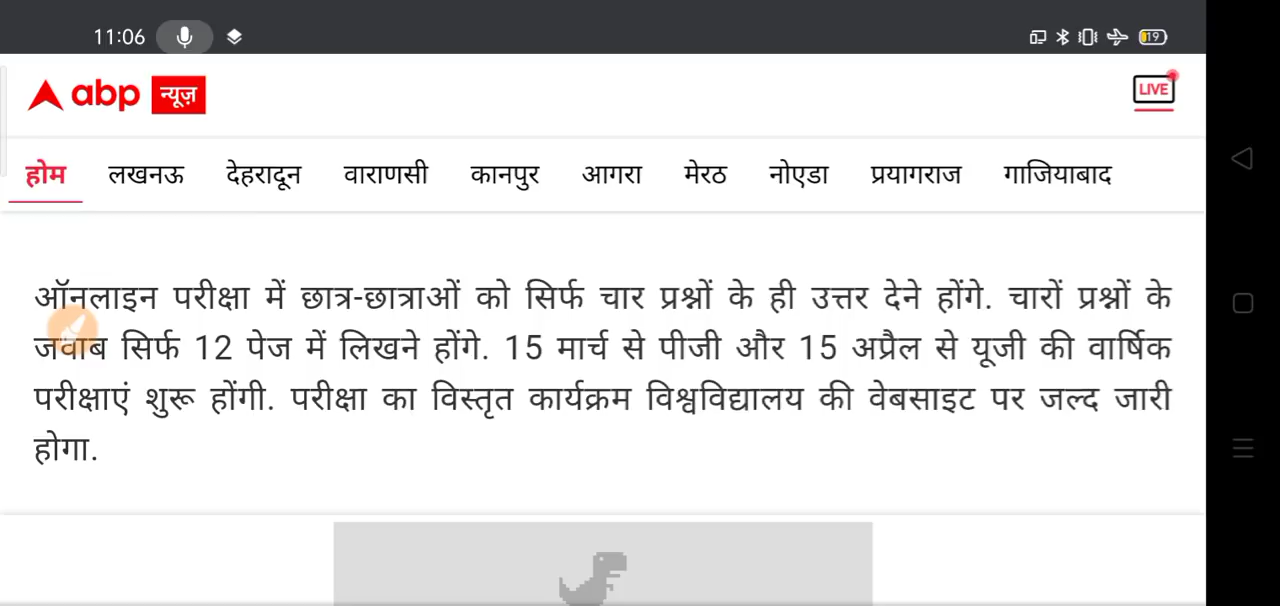 11:06
19
abp न्यूज़
LIVE
होम लखनऊ देहरादून वाराणसी कानपुर आगरा मेरठ नोएडा प्रयागराज गाजियाबाद
ऑनलाइन परीक्षा में छात्र-छात्राओं को सिर्फ चार प्रश्नों के ही उत्तर देने होंगे. चारों प्रश्नों के
जवाब सिर्फ 12 पेज में लिखने होंगे. 15 मार्च से पीजी और 15 अप्रैल से यूजी की वार्षिक
परीक्षाएं शुरू होंगी. परीक्षा का विस्तृत कार्यक्रम विश्वविद्यालय की वेबसाइट पर जल्द जारी
होगा.